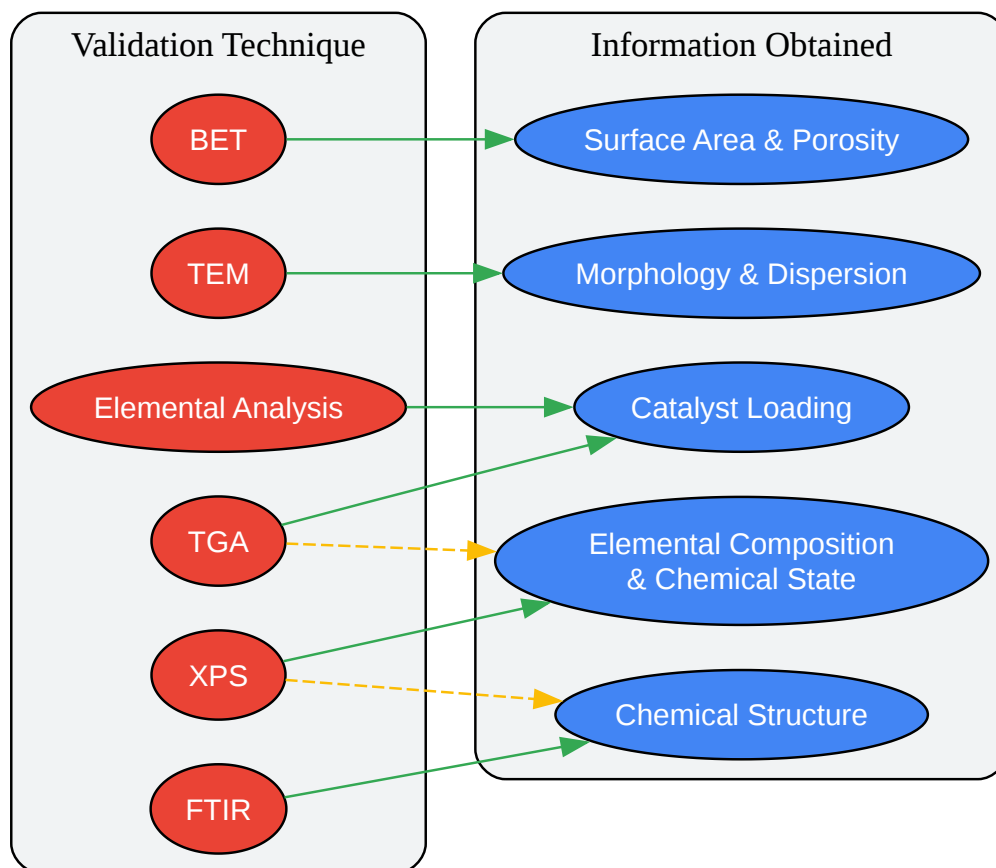 Validation Technique
Information Obtained
BET
Surface Area & Porosity
TEM
Morphology & Dispersion
Elemental Analysis
Catalyst Loading
TGA
Elemental Composition
& Chemical State
XPS
Chemical Structure
FTIR